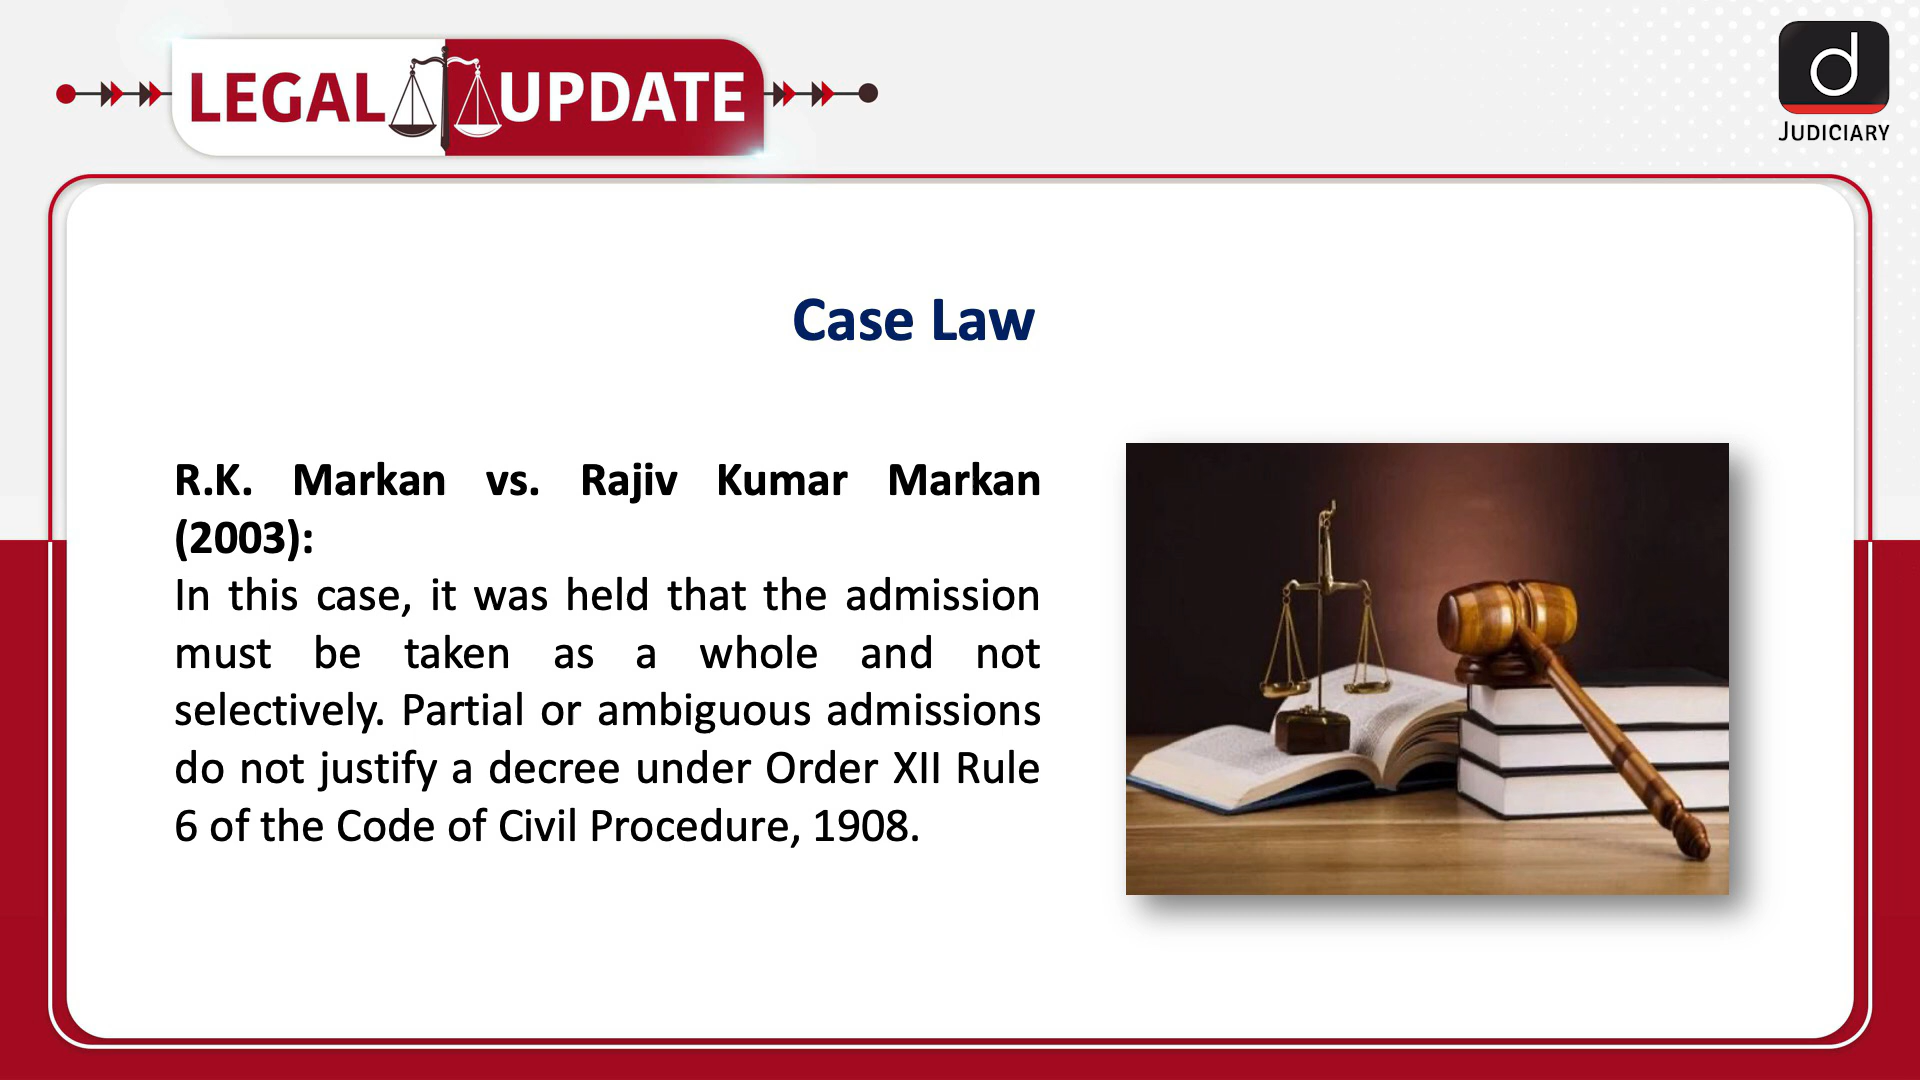 LEGAL UPDATE
d
JUDICIARY
Case Law
R.K. Markan vs. Rajiv Kumar Markan
(2003):
In this case, it was held that the admission
must be taken as a whole and not
selectively. Partial or ambiguous admissions
do not justify a decree under Order XII Rule
6 of the Code of Civil Procedure, 1908.